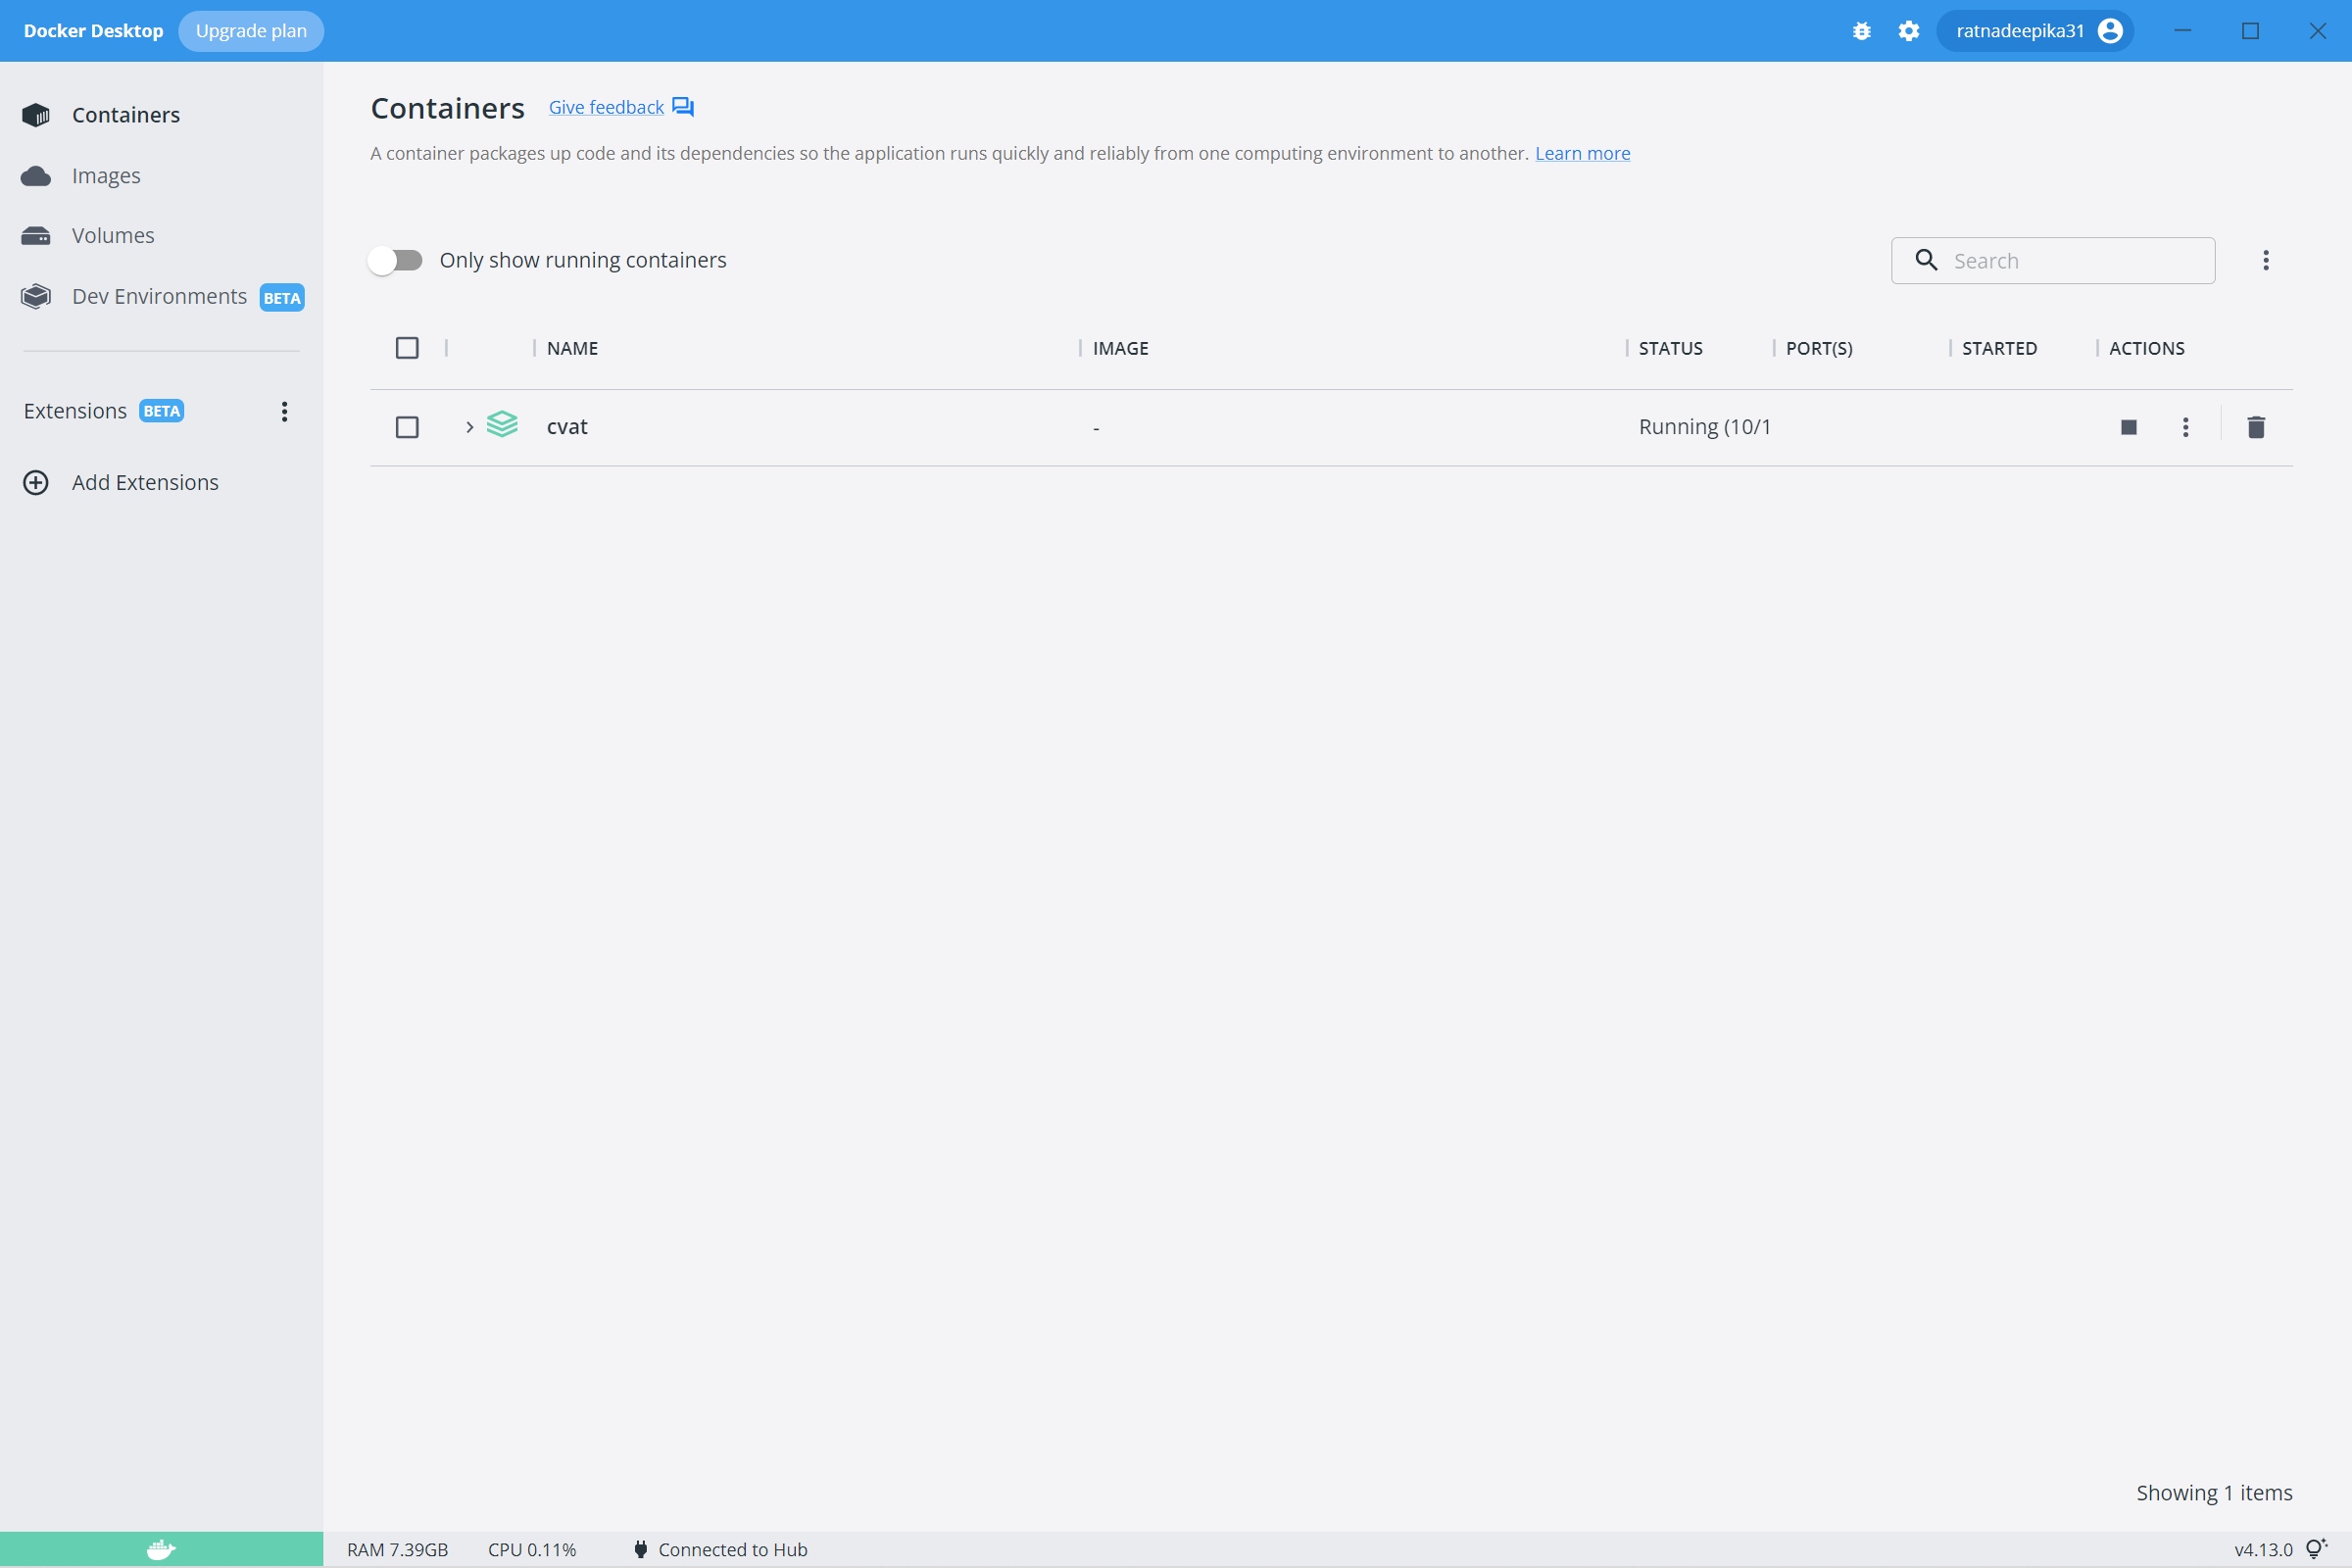 Docker Desktop Upgrade plan ratnadeepika31
Containers
Images
Volumes
Dev Environments BETA
Extensions BETA
Add Extensions
Containers Give feedback
A container packages up code and its dependencies so the application runs quickly and reliably from one computing environment to another. Learn more
Only show running containers Search
NAME IMAGE STATUS PORT(S) STARTED ACTIONS
cvat - Running (10/1
Showing 1 items
RAM 7.39GB CPU 0.11% Connected to Hub v4.13.0